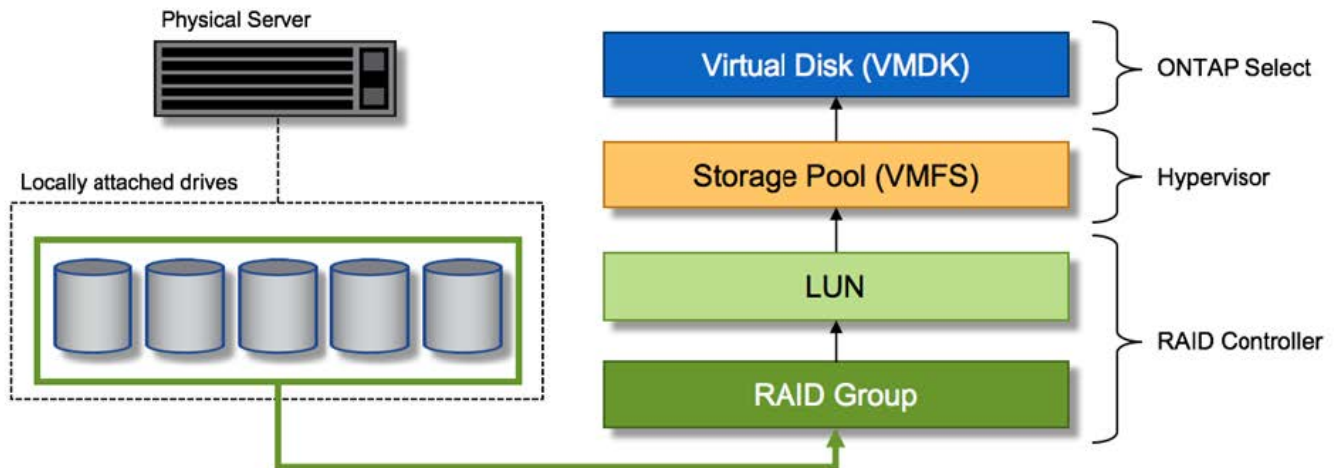 Physical Server
Locally attached drives
Virtual Disk (VMDK)
ONTAP Select
Storage Pool (VMFS)
Hypervisor
LUN
RAID Controller
RAID Group